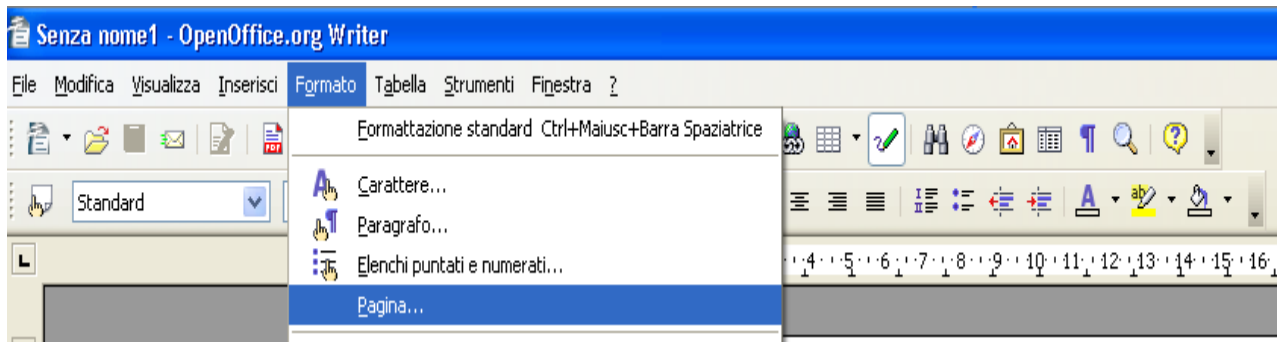 Senza nome1 - OpenOffice.org Writer
File Modifica Visualizza Inserisci Formato Tabella Strumenti Finestra ?
Formattazione standard Ctrl+Maiusc+Barra Spaziatrice
PDF
Standard
Carattere...
Paragrafo...
Elenchi puntati e numerati...
4 5 6 7 8 9 10 11 12 13 14 15 16
Pagina...